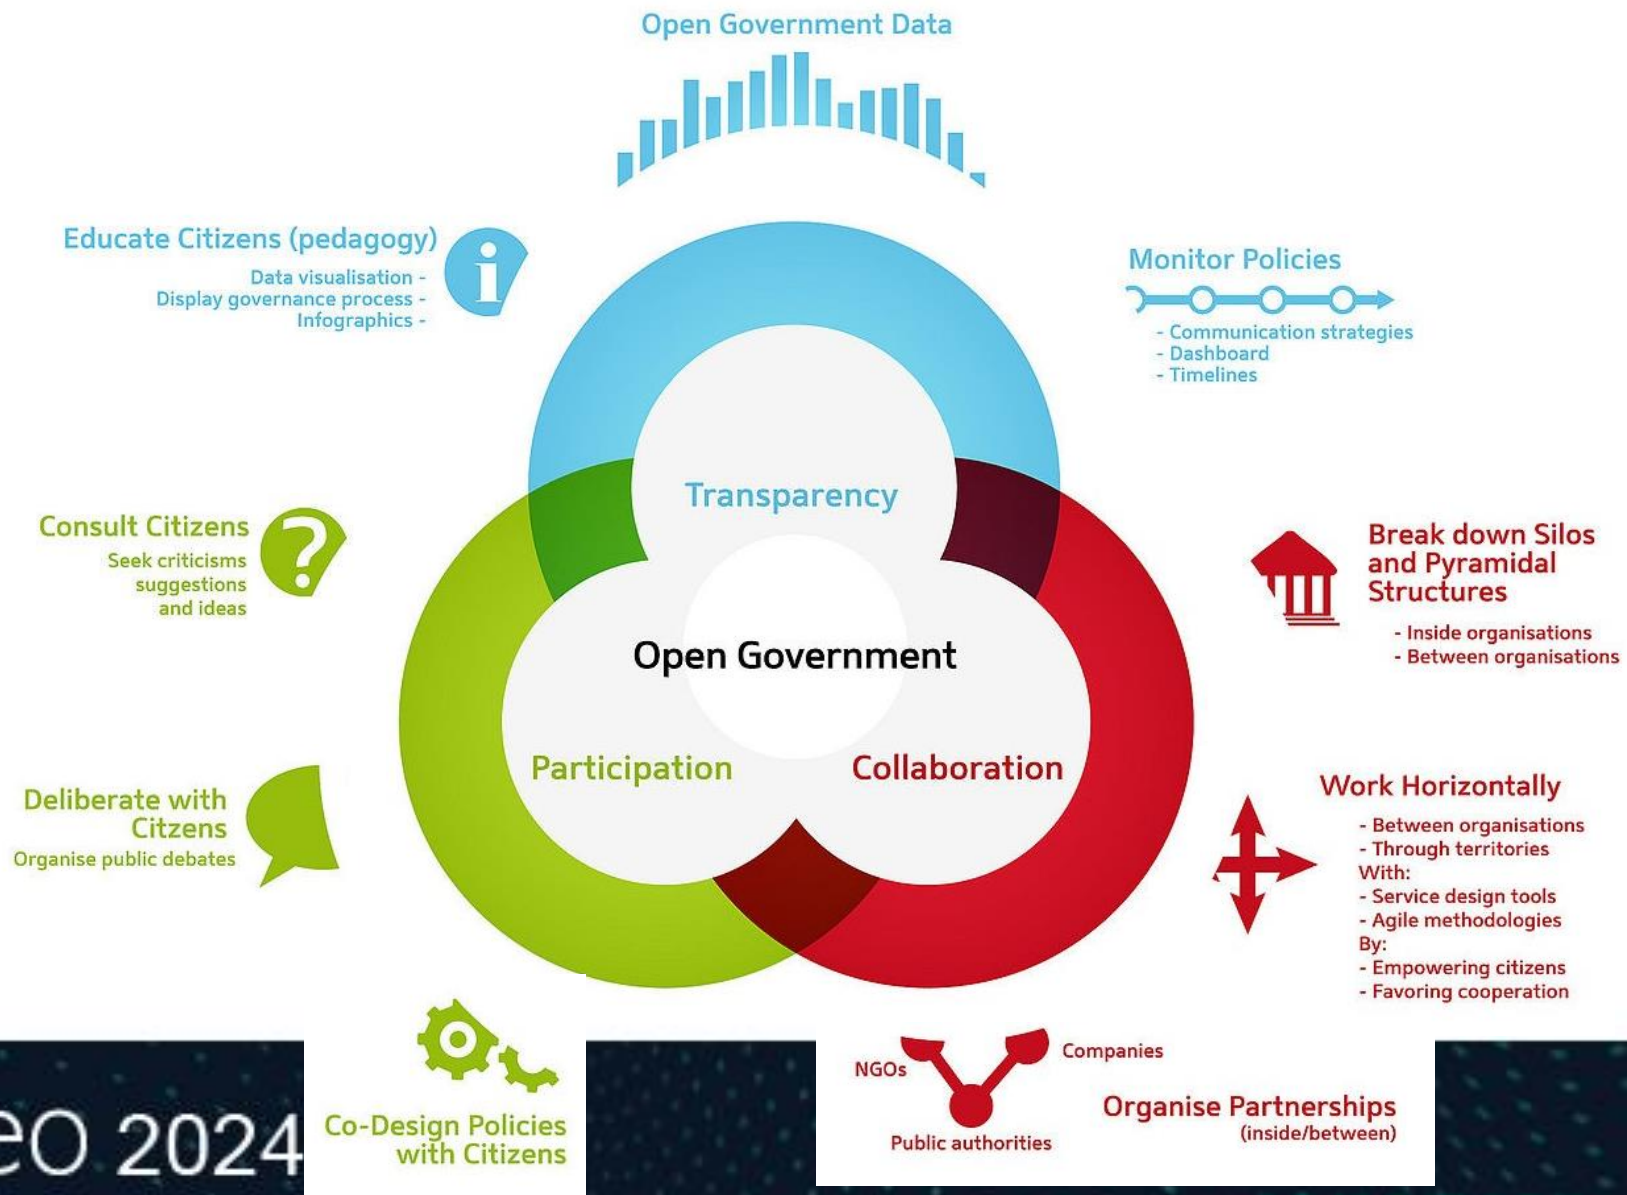 Open Government Data
Educate Citizens (pedagogy)
Data visualisation -
Display governance process -
Infographics -
Monitor Policies
- Communication strategies
- Dashboard
- Timelines
Transparency
Consult Citizens
Seek criticisms
suggestions
and ideas
Break down Silos
and Pyramidal
Structures
- Inside organisations
- Between organisations
Open Government
Participation
Collaboration
Deliberate with
Citzens
Organise public debates
Work Horizontally
- Between organisations
- Through territories
With:
- Service design tools
- Agile methodologies
By:
- Empowering citizens
- Favoring cooperation
Co-Design Policies
with Citizens
NGOs
Companies
Public authorities
Organise Partnerships
(inside/between)
2024